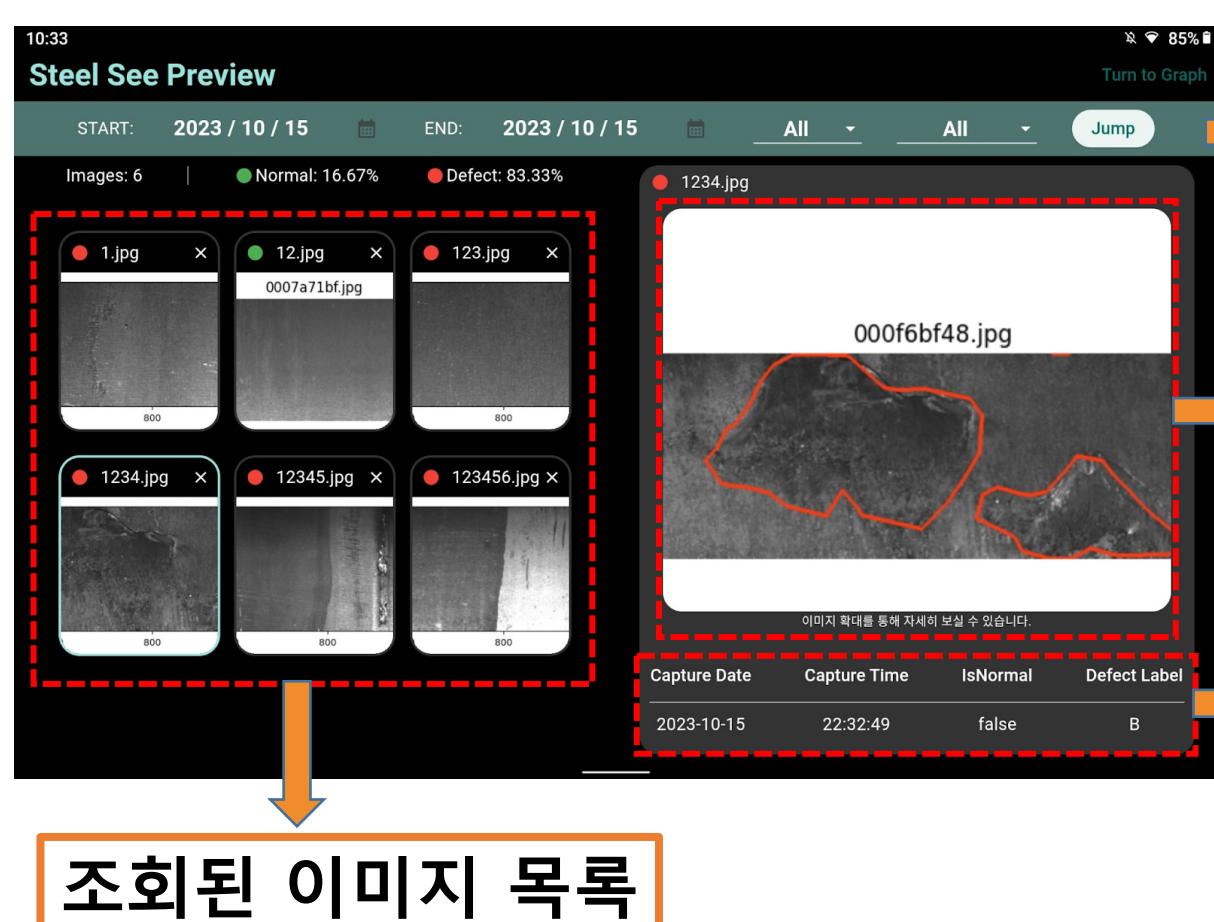 10:33
85%
Steel See Preview
Turn to Graph
START: 2023 / 10 / 15 END: 2023 / 10 / 15 All All Jump
Images: 6 | Normal: 16.67% Defect: 83.33%
1.jpg × 12.jpg × 123.jpg ×
0007a71bf.jpg
800 800
1234.jpg × 12345.jpg × 123456.jpg ×
800 800 800
1234.jpg
000f6bf48.jpg
이미지 확대를 통해 자세히 보실 수 있습니다.
Capture Date Capture Time IsNormal Defect Label
2023-10-15 22:32:49 false B
조회된 이미지 목록